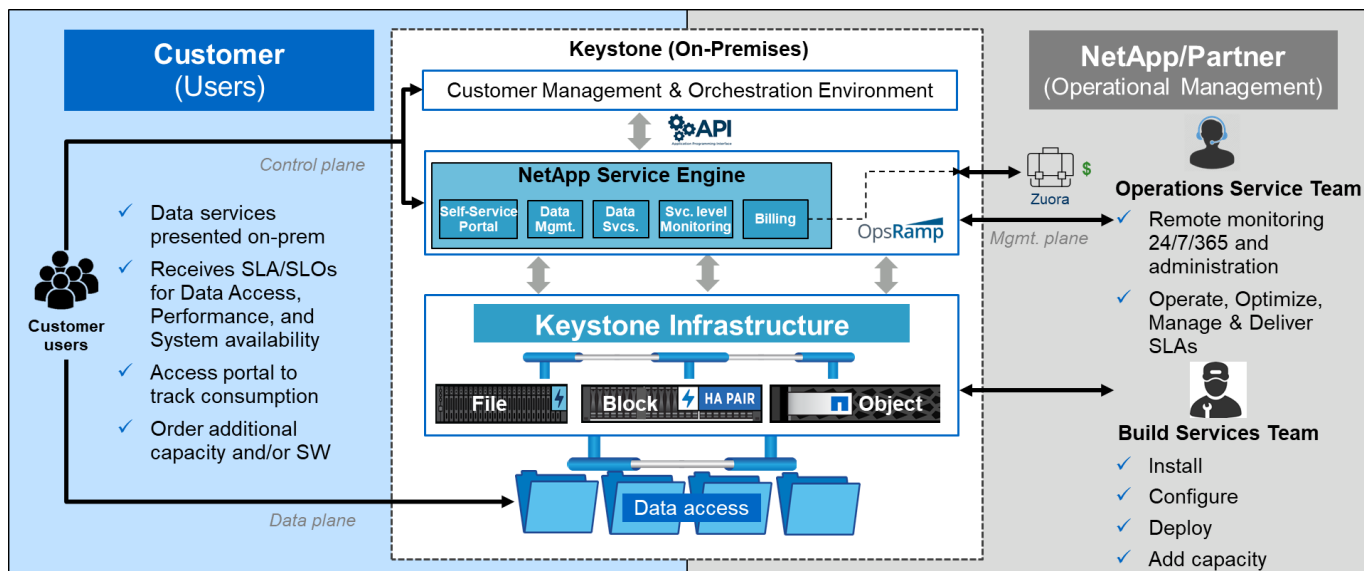 Customer
(Users)
Control plane
Data services
presented on-prem
Receives SLA/SLOs
for Data Access,
Performance, and
System availability
Access portal to
track consumption
Order additional
capacity and/or SW
Customer
users
Data plane
Keystone (On-Premises)
Customer Management & Orchestration Environment
API
Application Programming Interface
NetApp Service Engine
Self-Service
Portal
Data
Mgmt.
Data
Svcs.
Svc. level
Monitoring
Billing
OpsRamp
Keystone Infrastructure
File
Block
HA PAIR
Object
Data access
NetApp/Partner
(Operational Management)
$
Zuora
Mgmt. plane
Operations Service Team
Remote monitoring
24/7/365 and
administration
Operate, Optimize,
Manage & Deliver
SLAs
Build Services Team
Install
Configure
Deploy
Add capacity